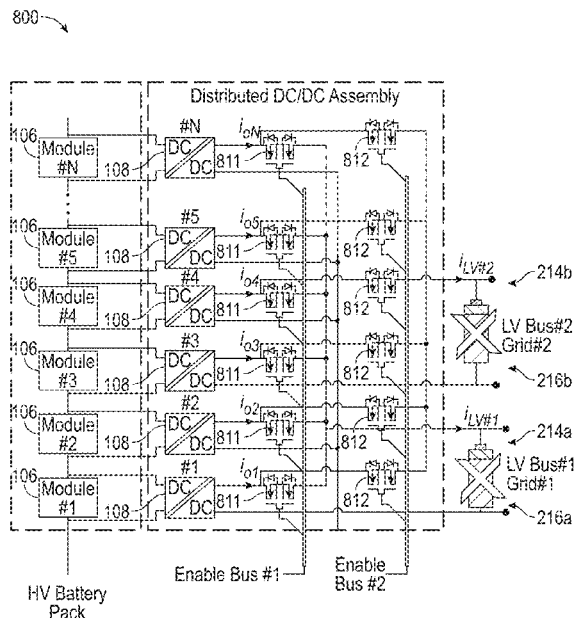 800
Distributed DC/DC Assembly
106
Module
#N
108
#N
DC
DC
ioN
811
812
106
Module
#5
108
#5
DC
DC
io5
811
812
iLV#2
214b
106
Module
#4
108
#4
DC
DC
io4
811
812
LV Bus#2
Grid#2
106
Module
#3
108
#3
DC
DC
io3
811
812
216b
106
Module
#2
108
#2
DC
DC
io2
811
812
iLV#1
214a
106
Module
#1
108
#1
DC
DC
io1
811
812
LV Bus#1
Grid#1
216a
Enable Bus #1
Enable
Bus #2
HV Battery
Pack